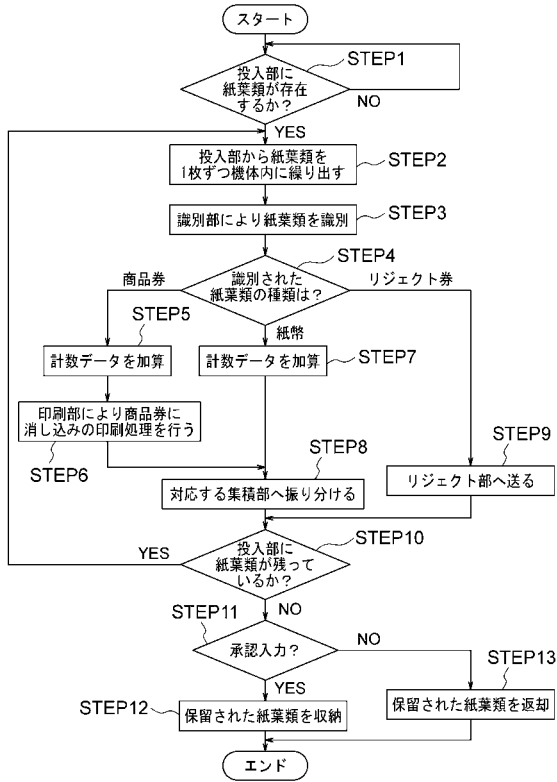 スタート
STEP1
投入部に
紙葉類が存在
するか?
NO
YES
投入部から紙葉類を
1枚ずつ機体内に繰り出す
STEP2
識別部により紙葉類を識別
STEP3
STEP4
識別された
紙葉類の種類は?
商品券
リジェクト券
紙幣
STEP5
計数データを加算
計数データを加算
STEP7
印刷部により商品券に
消し込みの印刷処理を行う
STEP6
STEP8
対応する集積部へ振り分ける
STEP9
リジェクト部へ送る
STEP10
投入部に
紙葉類が残って
いるか?
YES
NO
STEP11
承認入力?
NO
YES
STEP12
保留された紙葉類を収納
STEP13
保留された紙葉類を返却
エンド